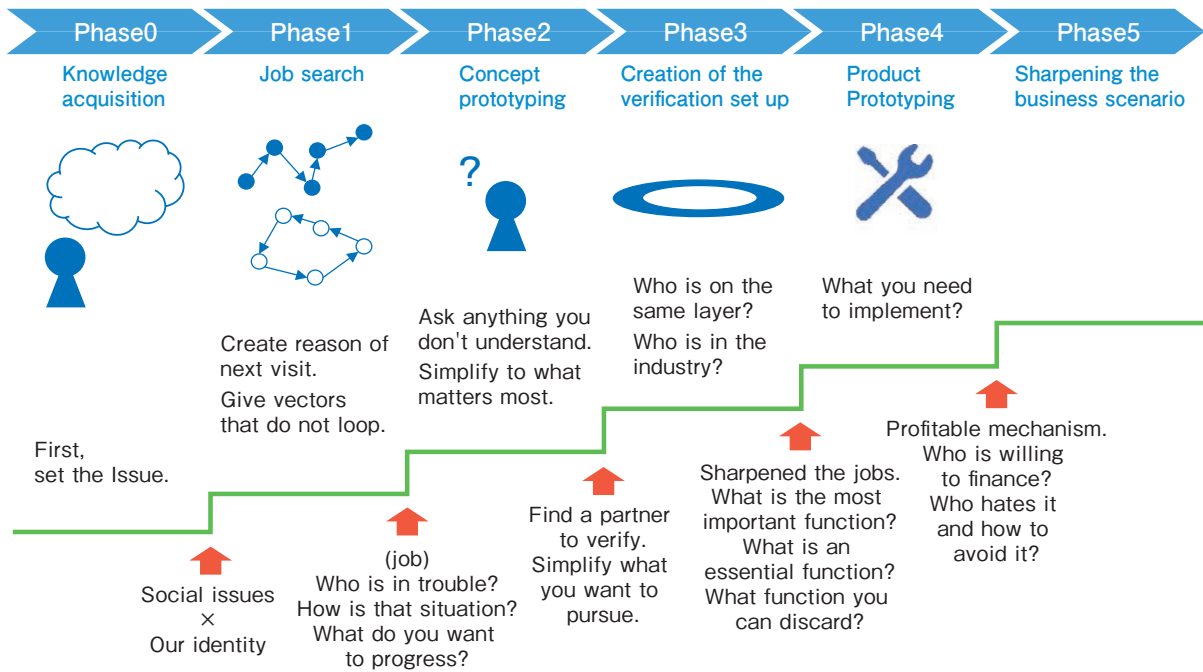 Phase0
Phase1
Phase2
Phase3
Phase4
Phase5
Knowledge
acquisition
Job search
Concept
prototyping
Creation of the
verification set up
Product
Prototyping
Sharpening the
business scenario
?
First,
set the Issue.
Create reason of
next visit.
Give vectors
that do not loop.
Ask anything you
don't understand.
Simplify to what
matters most.
Who is on the
same layer?
Who is in the
industry?
What you need
to implement?
Social issues
×
Our identity
(job)
Who is in trouble?
How is that situation?
What do you want
to progress?
Find a partner
to verify.
Simplify what
you want to
pursue.
Sharpened the jobs.
What is the most
important function?
What is an
essential function?
What function you
can discard?
Profitable mechanism.
Who is willing
to finance?
Who hates it
and how to
avoid it?